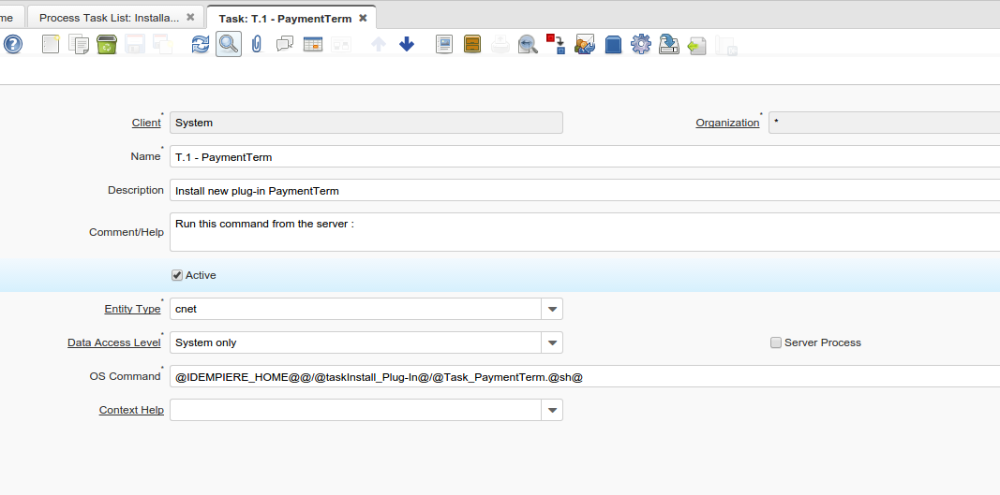 me Process Task List: Installa... Task: T.1 - PaymentTerm
Client* System Organization* *
Name* T.1 - PaymentTerm
Description Install new plug-in PaymentTerm
Comment/Help Run this command from the server :
Active
Entity Type* cnet
Data Access Level* System only Server Process
OS Command* @IDEMPIERE_HOME@@/@taskInstall_Plug-In@/@Task_PaymentTerm.@sh@
Context Help